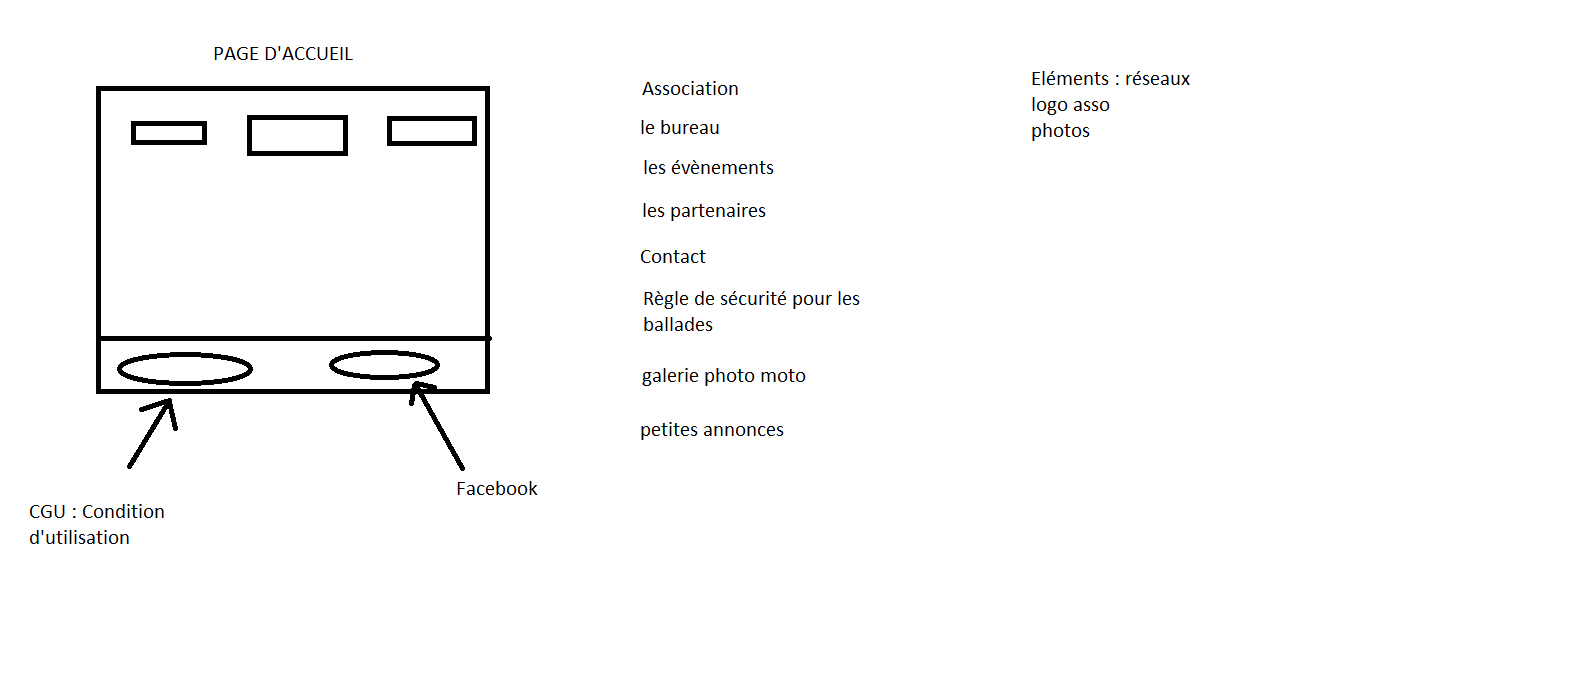 PAGE D'ACCUEIL
CGU : Condition
d'utilisation
Facebook
Association
le bureau
les évènements
les partenaires
Contact
Règle de sécurité pour les
ballades
galerie photo moto
petites annonces
Eléments : réseaux
logo asso
photos